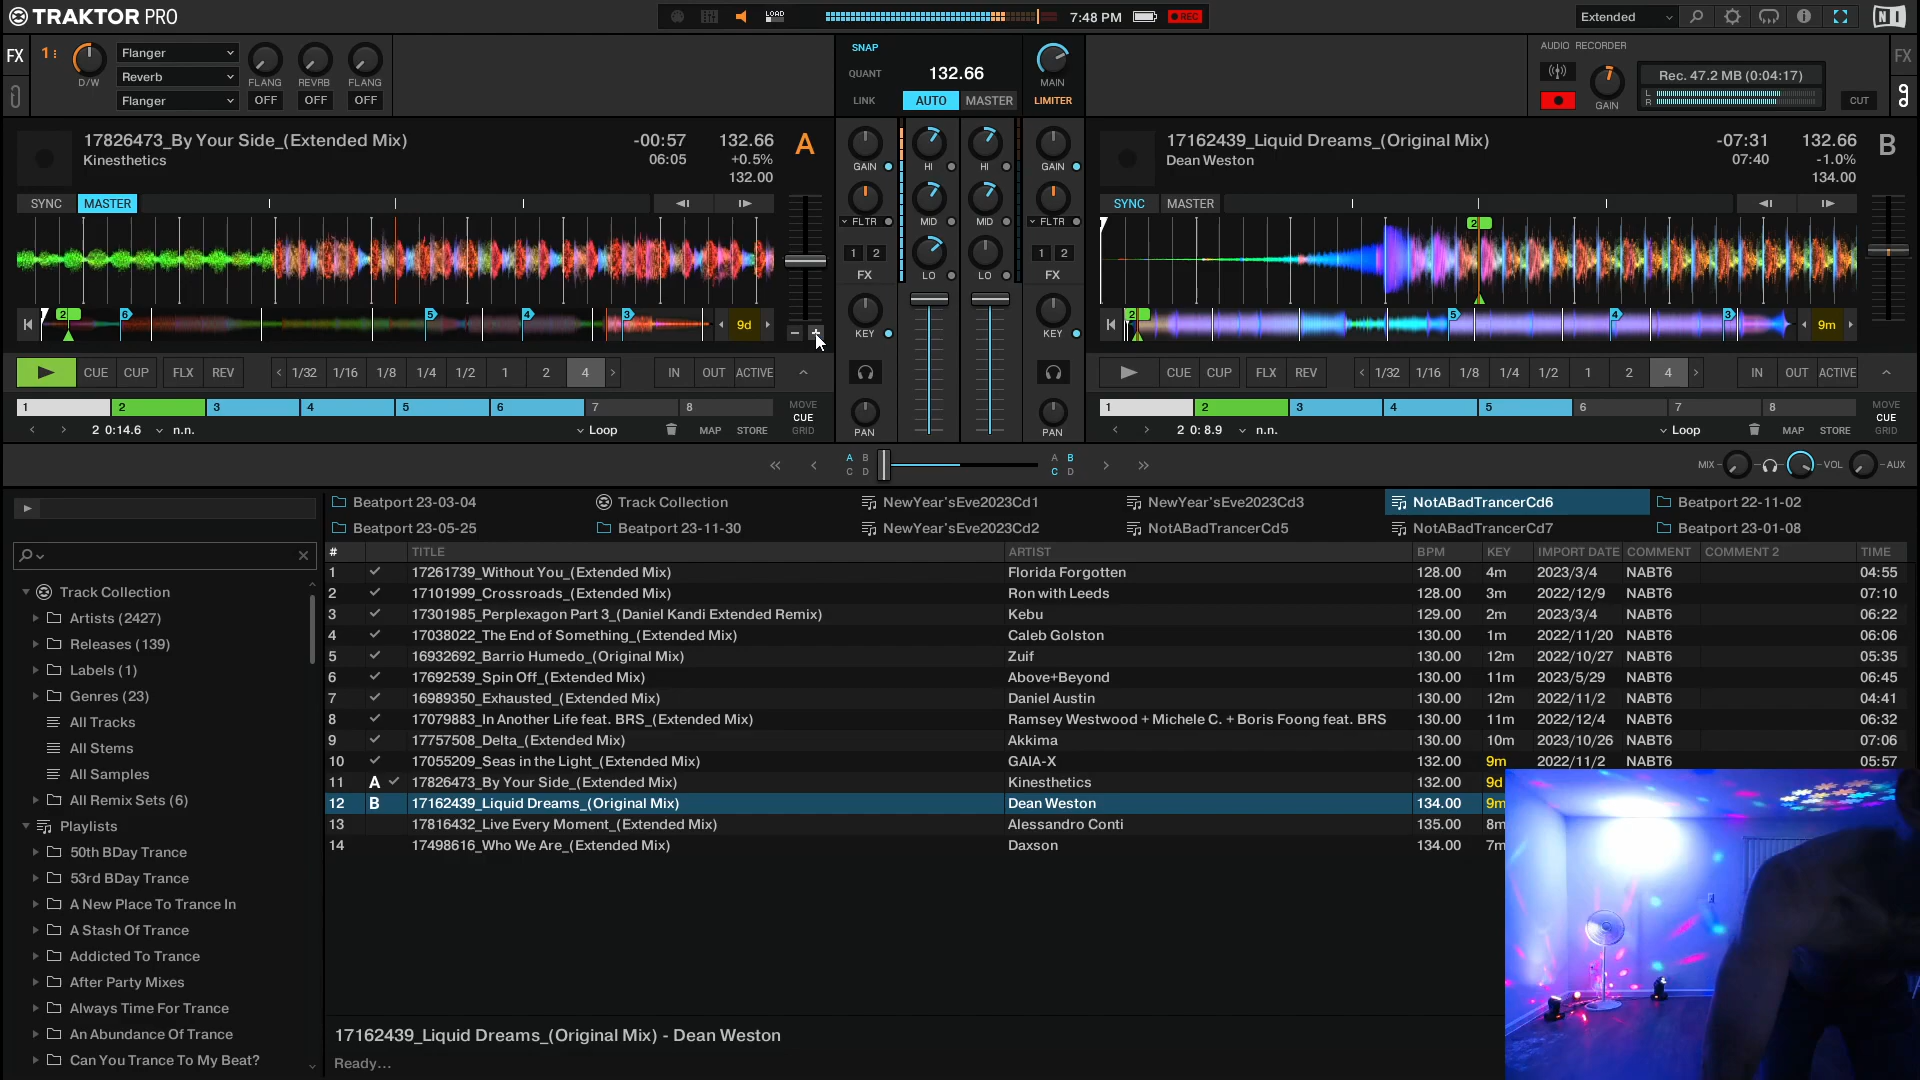 TRAKTOR PRO
LOAD
7:48 PM
REC
Extended
FX
1
D/W
Flanger
Reverb
Flanger
FLANG
REVRB
FLANG
OFF
OFF
OFF
SNAP
QUANT
132.66
LINK
AUTO
MASTER
MAIN
LIMITER
AUDIO RECORDER
GAIN
Rec. 47.2 MB (0:04:17)
L
R
CUT
FX
17826473_By Your Side_(Extended Mix)
Kinesthetics
-00:57
06:05
132.66
+0.5%
132.00
A
SYNC
MASTER
2
2
6
5
4
3
9d
CUE
CUP
FLX
REV
1/32
1/16
1/8
1/4
1/2
1
2
4
IN
OUT
ACTIVE
1
2
3
4
5
6
7
8
MOVE
CUE
GRID
2 0:14.6
n.n.
Loop
MAP
STORE
GAIN
HI
HI
GAIN
FLTR
MID
MID
FLTR
1
2
1
2
FX
LO
LO
FX
KEY
KEY
PAN
PAN
17162439_Liquid Dreams_(Original Mix)
Dean Weston
-07:31
07:40
132.66
-1.0%
134.00
B
SYNC
MASTER
2
2
5
4
3
9m
CUE
CUP
FLX
REV
1/32
1/16
1/8
1/4
1/2
1
2
4
IN
OUT
ACTIVE
1
2
3
4
5
6
7
8
MOVE
CUE
GRID
2 0: 8.9
n.n.
Loop
MAP
STORE
A B
C D
A B
C D
MIX
VOL
AUX
Beatport 23-03-04
Track Collection
NewYear'sEve2023Cd1
NewYear'sEve2023Cd3
NotABadTrancerCd6
Beatport 22-11-02
Beatport 23-05-25
Beatport 23-11-30
NewYear'sEve2023Cd2
NotABadTrancerCd5
NotABadTrancerCd7
Beatport 23-01-08
Track Collection
Artists (2427)
Releases (139)
Labels (1)
Genres (23)
All Tracks
All Stems
All Samples
All Remix Sets (6)
Playlists
50th BDay Trance
53rd BDay Trance
A New Place To Trance In
A Stash Of Trance
Addicted To Trance
After Party Mixes
Always Time For Trance
An Abundance Of Trance
Can You Trance To My Beat?
# TITLE ARTIST BPM KEY IMPORT DATE COMMENT COMMENT 2 TIME
1 17261739_Without You_(Extended Mix) Florida Forgotten 128.00 4m 2023/3/4 NABT6 04:55
2 17101999_Crossroads_(Extended Mix) Ron with Leeds 128.00 3m 2022/12/9 NABT6 07:10
3 17301985_Perplexagon Part 3_(Daniel Kandi Extended Remix) Kebu 129.00 2m 2023/3/4 NABT6 06:22
4 17038022_The End of Something_(Extended Mix) Caleb Golston 130.00 1m 2022/11/20 NABT6 06:06
5 16932692_Barrio Humedo_(Original Mix) Zuif 130.00 12m 2022/10/27 NABT6 05:35
6 17692539_Spin Off_(Extended Mix) Above+Beyond 130.00 11m 2023/5/29 NABT6 06:45
7 16989350_Exhausted_(Extended Mix) Daniel Austin 130.00 12m 2022/11/2 NABT6 04:41
8 17079883_In Another Life feat. BRS_(Extended Mix) Ramsey Westwood + Michele C. + Boris Foong feat. BRS 130.00 11m 2022/12/4 NABT6 06:32
9 17757508_Delta_(Extended Mix) Akkima 130.00 10m 2023/10/26 NABT6 07:06
10 17055209_Seas in the Light_(Extended Mix) GAIA-X 132.00 9m 2022/11/2 NABT6 05:57
11 A 17826473_By Your Side_(Extended Mix) Kinesthetics 132.00 9d
12 B 17162439_Liquid Dreams_(Original Mix) Dean Weston 134.00 9m
13 17816432_Live Every Moment_(Extended Mix) Alessandro Conti 135.00 8m
14 17498616_Who We Are_(Extended Mix) Daxson 134.00 7m
17162439_Liquid Dreams_(Original Mix) - Dean Weston
Ready...